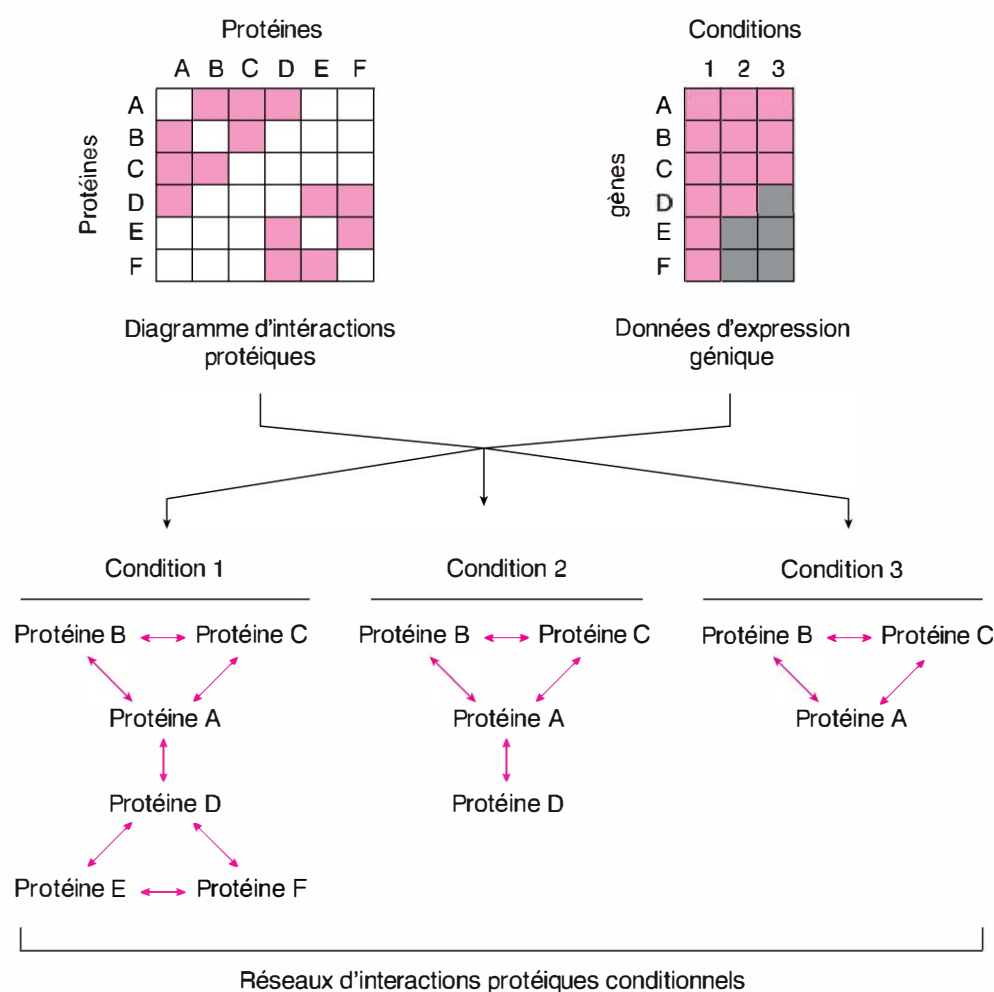 Protéines
A B C D E F
Protéines
A
B
C
D
E
F
Diagramme d'intéractions
protéiques
Conditions
1 2 3
gènes
A
B
C
D
E
F
Données d'expression
génique
Condition 1
Protéine B Protéine C
Protéine A
Protéine D
Protéine E Protéine F
Condition 2
Protéine B Protéine C
Protéine A
Protéine D
Condition 3
Protéine B Protéine C
Protéine A
Réseaux d'interactions protéiques conditionnels